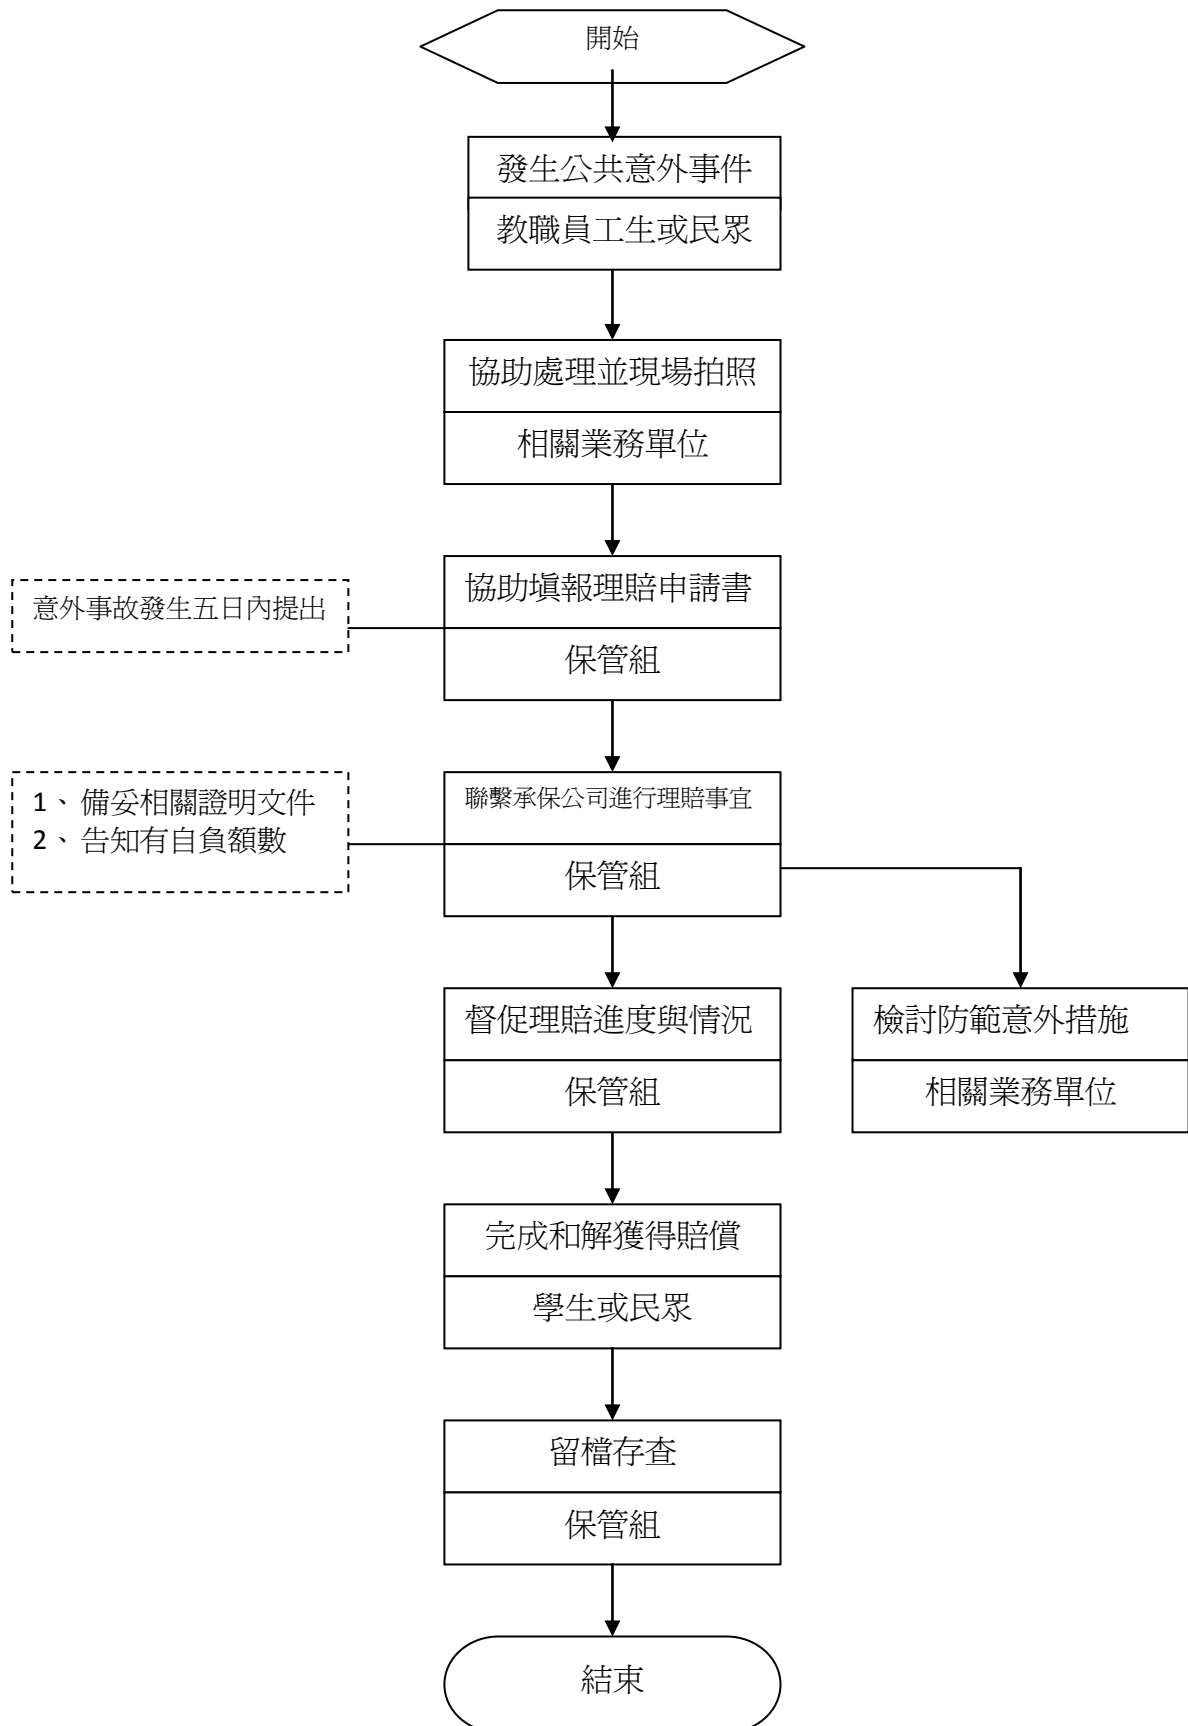 開始
發生公共意外事件
教職員工生或民眾
協助處理並現場拍照
相關業務單位
意外事故發生五日內提出
協助填報理賠申請書
保管組
1、 備妥相關證明文件
2、 告知有自負額數
聯繫承保公司進行理賠事宜
保管組
督促理賠進度與情況
保管組
檢討防範意外措施
相關業務單位
完成和解獲得賠償
學生或民眾
留檔存查
保管組
結束